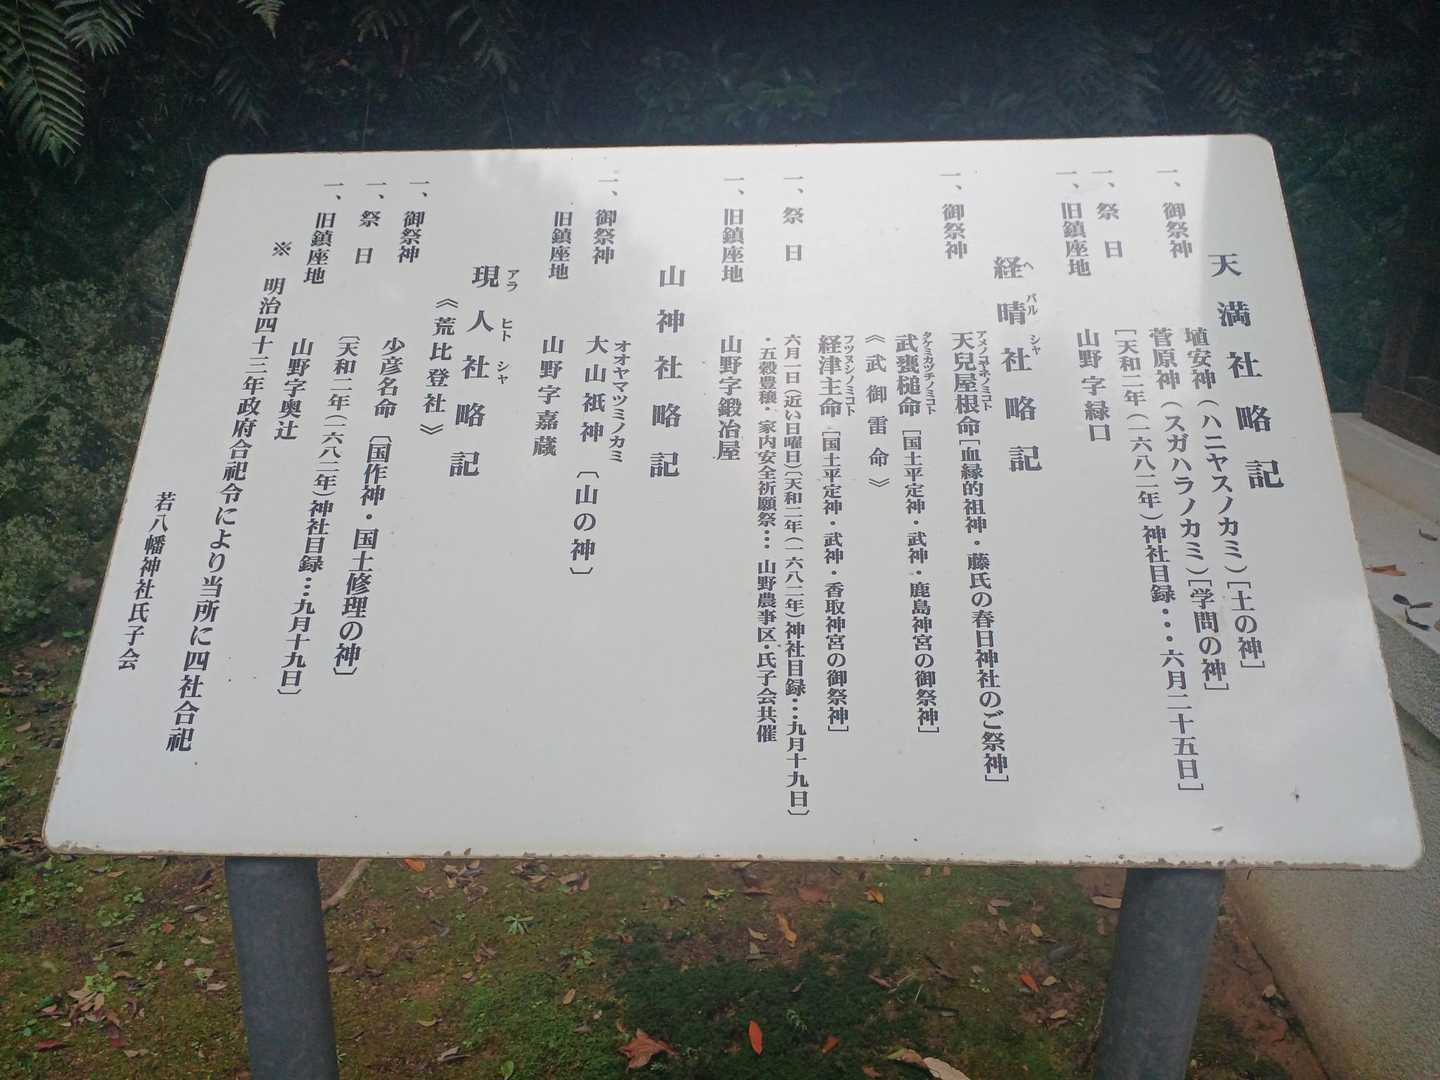 天満社略記
一、御祭神　埴安神（ハニヤスノカミ）［土の神］
菅原神（スガハラノカミ）［学問の神］
一、祭　日　［天和二年（一六八二年）神社目録・・・六月二十五日］
一、旧鎮座地　山野字緑口
経晴社略記
ヘバルシャ
一、御祭神　天兒屋根命［血縁的祖神・藤氏の春日神社のご祭神］
アメノコヤネノミコト
武甕槌命［国土平定神・武神・鹿島神宮の御祭神］
タケミカヅチノミコト
《武御雷命》
経津主命［国土平定神・武神・香取神宮の御祭神］
フツヌシノミコト
一、祭　日　六月一日（近い日曜日）［天和二年（一六八二年）神社目録・・・九月十九日］
・五穀豊穣・家内安全祈願祭・・・山野農事区・氏子会共催
一、旧鎮座地　山野字鍛冶屋
山神社略記
一、御祭神　大山祇神　［山の神］
オオヤマツミノカミ
旧鎮座地　山野字嘉蔵
現人社略記
アラヒトシャ
《荒比登社》
一、御祭神　少彦名命　［国作神・国土修理の神］
一、祭　日　［天和二年（一六八二年）神社目録・・・九月十九日］
一、旧鎮座地　山野字奥辻
※　明治四十三年政府合祀令により当所に四社合祀
若八幡神社氏子会